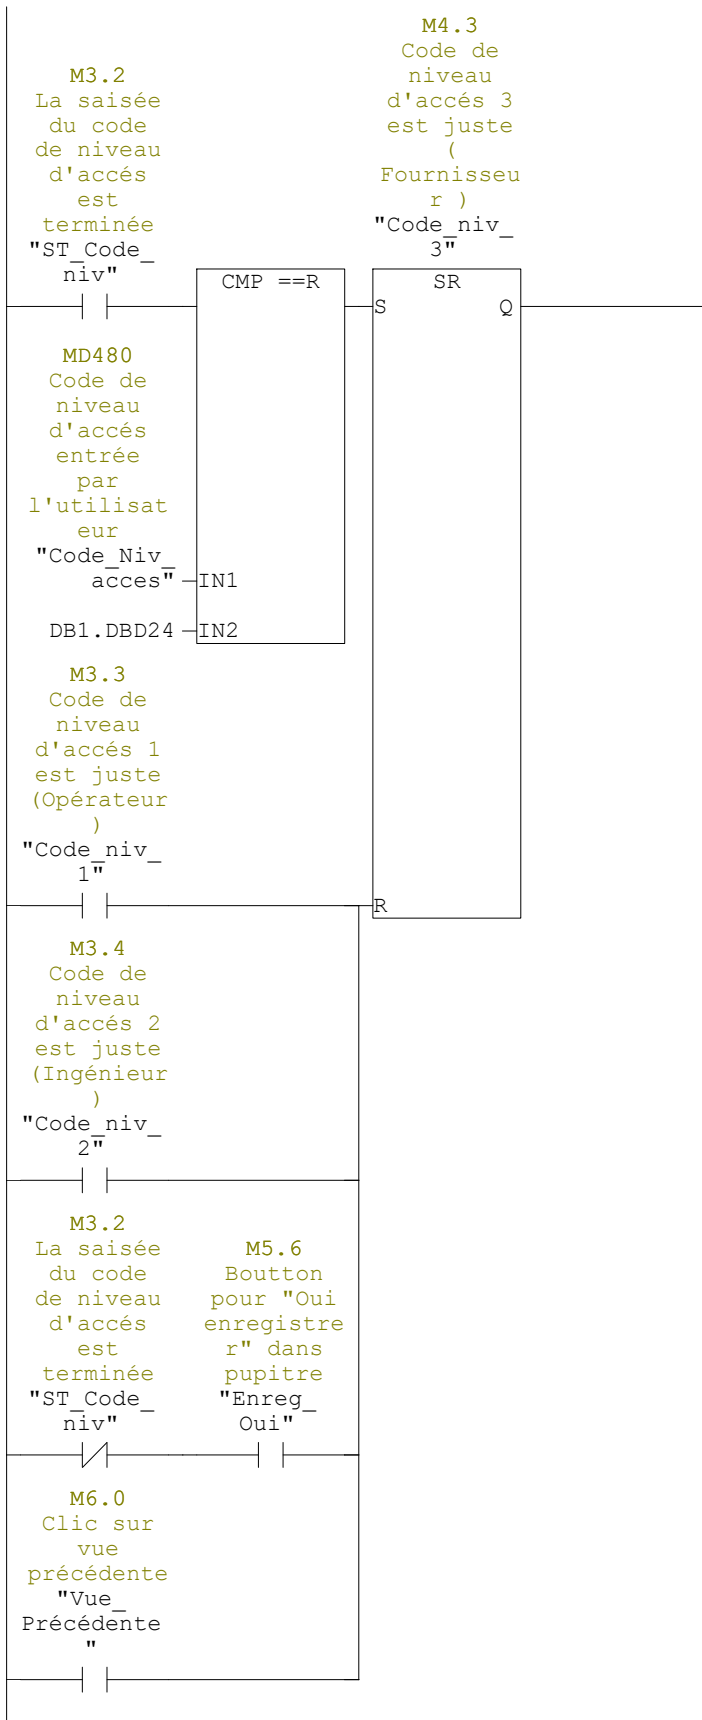 M4.3
Code de
niveau
d'accés 3
est juste
(
Fournisseu
r )
"Code_niv_
3"
M3.2
La saisée
du code
de niveau
d'accés
est
terminée
"ST_Code_
niv"
CMP ==R
SR
S
Q
MD480
Code de
niveau
d'accés
entrée
par
l'utilisat
eur
"Code_Niv_
acces"
IN1
DB1.DBD24
IN2
M3.3
Code de
niveau
d'accés 1
est juste
(Opérateur
)
"Code_niv_
1"
R
M3.4
Code de
niveau
d'accés 2
est juste
(Ingénieur
)
"Code_niv_
2"
M3.2
La saisée
du code
de niveau
d'accés
est
terminée
"ST_Code_
niv"
M5.6
Boutton
pour "Oui
enregistre
r" dans
pupitre
"Enreg_
Oui"
M6.0
Clic sur
vue
précédente
"Vue_
Précédente
"